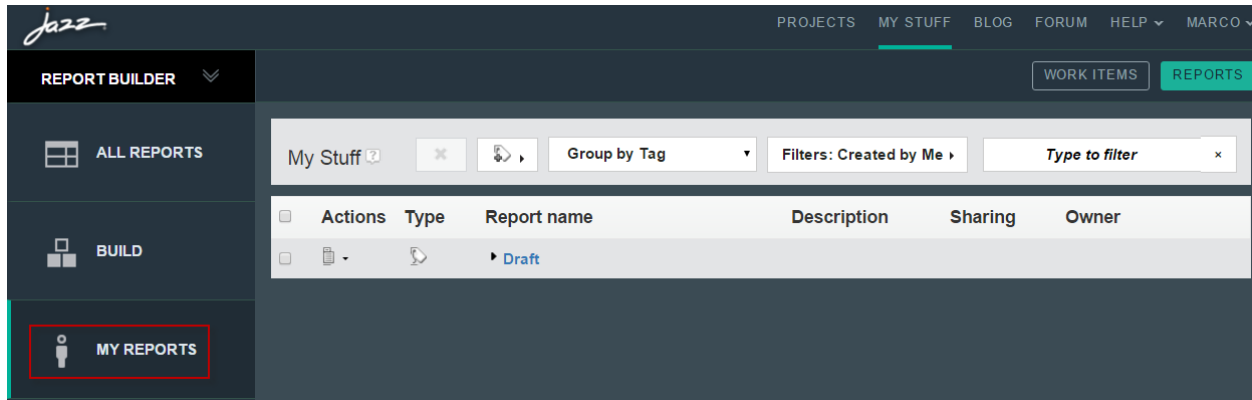 jazz PROJECTS MY STUFF BLOG FORUM HELP MARCO
REPORT BUILDER WORK ITEMS REPORTS
ALL REPORTS
My Stuff ? Group by Tag Filters: Created by Me Type to filter ×
Actions Type Report name Description Sharing Owner
Draft
BUILD
MY REPORTS